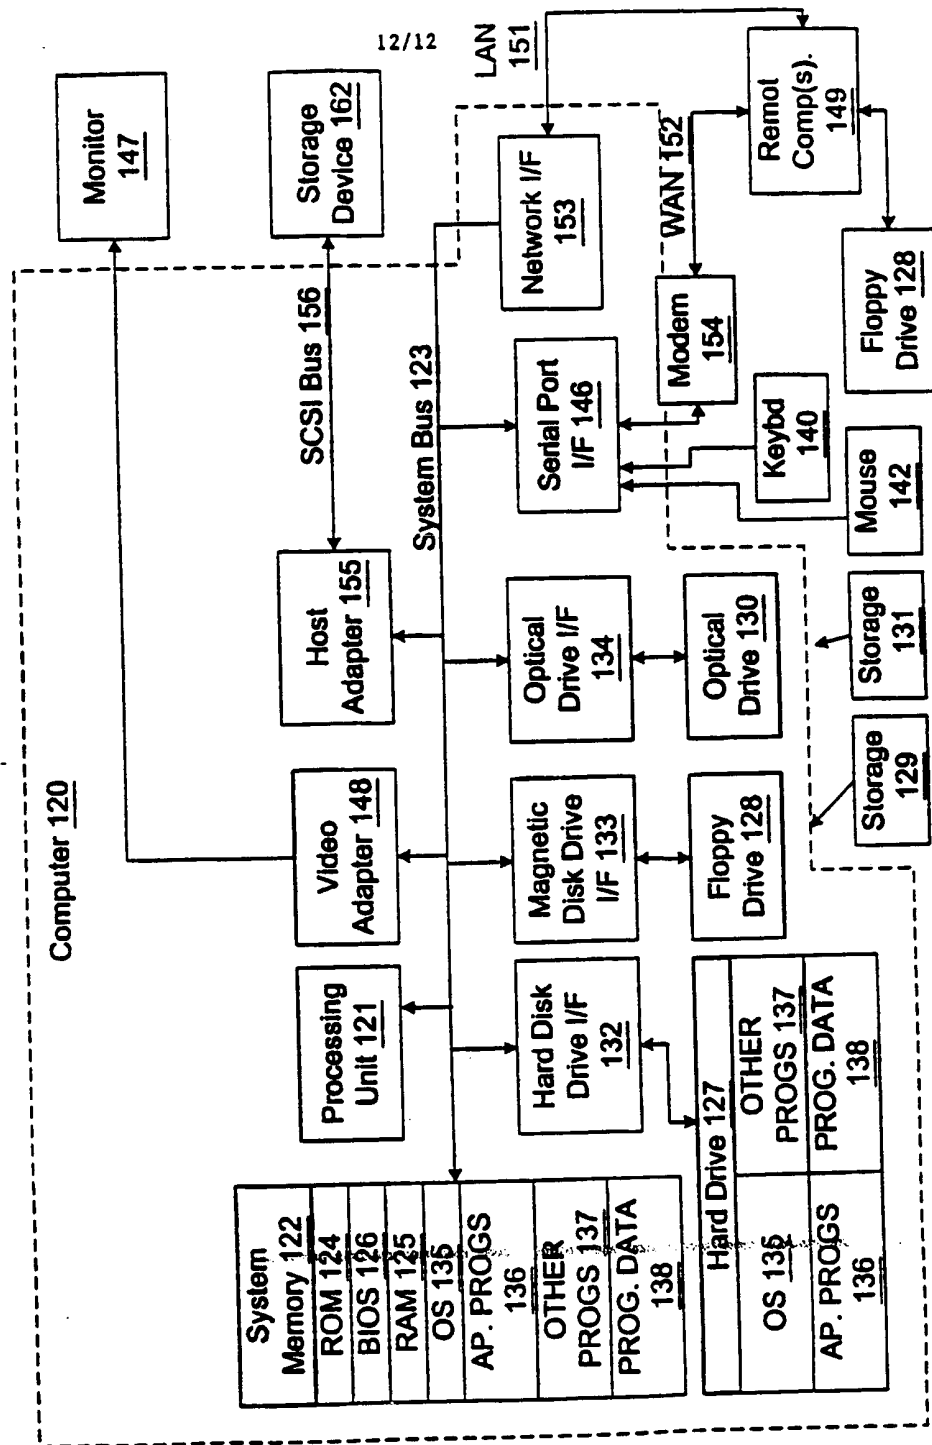 12/12
Computer 120
Monitor
147
Storage
Device 162
SCSI Bus 156
LAN
151
Processing
Unit 121
Video
Adapter 148
Host
Adapter 155
System Bus 123
System
Memory 122
ROM 124
BIOS 126
RAM 125
OS 135
AP. PROGS
136
OTHER
PROGS 137
PROG. DATA
138
Hard Disk
Drive I/F
132
Magnetic
Disk Drive
I/F 133
Optical
Drive I/F
134
Serial Port
I/F 146
Network I/F
153
WAN 152
Modem
154
Remot
Comp(s).
149
Hard Drive 127
OS 135
OTHER
PROGS 137
AP. PROGS
136
PROG. DATA
138
Floppy
Drive 128
Optical
Drive 130
Keybd
140
Floppy
Drive 128
Storage
129
Storage
131
Mouse
142